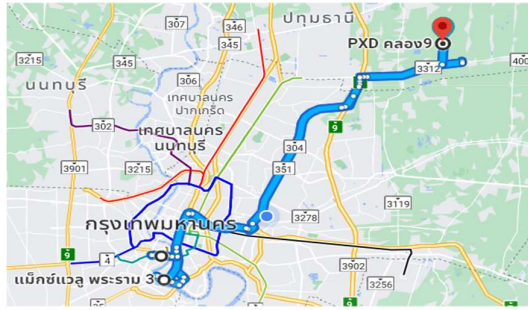 307
346
ปทุมธานี
345
PXD คลอง9
3215
345
306
3312
400
นนทบุรี
เทศบาลนคร
ปากเกร็ด
9
302
เทศบาลนคร
นนทบุรี
304
3901
3215
351
3119
กรุงเทพมหานคร
3278
9
4
3902
แม็กซ์แวลู พระราม 3
3256
9